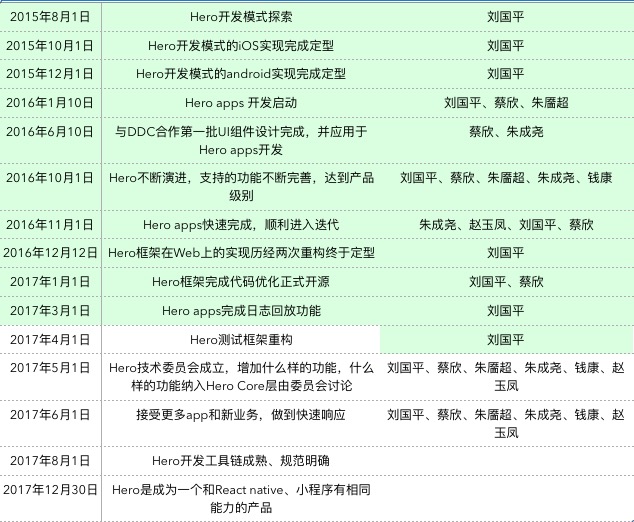 2015年8月1日 Hero开发模式探索 刘国平
2015年10月1日 Hero开发模式的iOS实现完成定型 刘国平
2015年12月1日 Hero开发模式的android实现完成定型 刘国平
2016年1月10日 Hero apps 开发启动 刘国平、蔡欣、朱靥超
2016年6月10日 与DDC合作第一批UI组件设计完成，并应用于 蔡欣、朱成尧
Hero apps开发
2016年10月1日 Hero不断演进，支持的功能不断完善，达到产品 刘国平、蔡欣、朱靥超、朱成尧、钱康
级别
2016年11月1日 Hero apps快速完成，顺利进入迭代 朱成尧、赵玉凤、刘国平、蔡欣
2016年12月12日 Hero框架在Web上的实现历经两次重构终于定型 刘国平
2017年1月1日 Hero框架完成代码优化正式开源 刘国平、蔡欣
2017年3月1日 Hero apps完成日志回放功能 刘国平
2017年4月1日 Hero测试框架重构 刘国平
2017年5月1日 Hero技术委员会成立，增加什么样的功能，什么 刘国平、蔡欣、朱靥超、朱成尧、钱康、赵
样的功能纳入Hero Core层由委员会讨论 玉凤
2017年6月1日 接受更多app和新业务，做到快速响应 刘国平、蔡欣、朱靥超、朱成尧、钱康、赵
玉凤
2017年8月1日 Hero开发工具链成熟、规范明确
2017年12月30日 Hero是成为一个和React native、小程序有相同
能力的产品